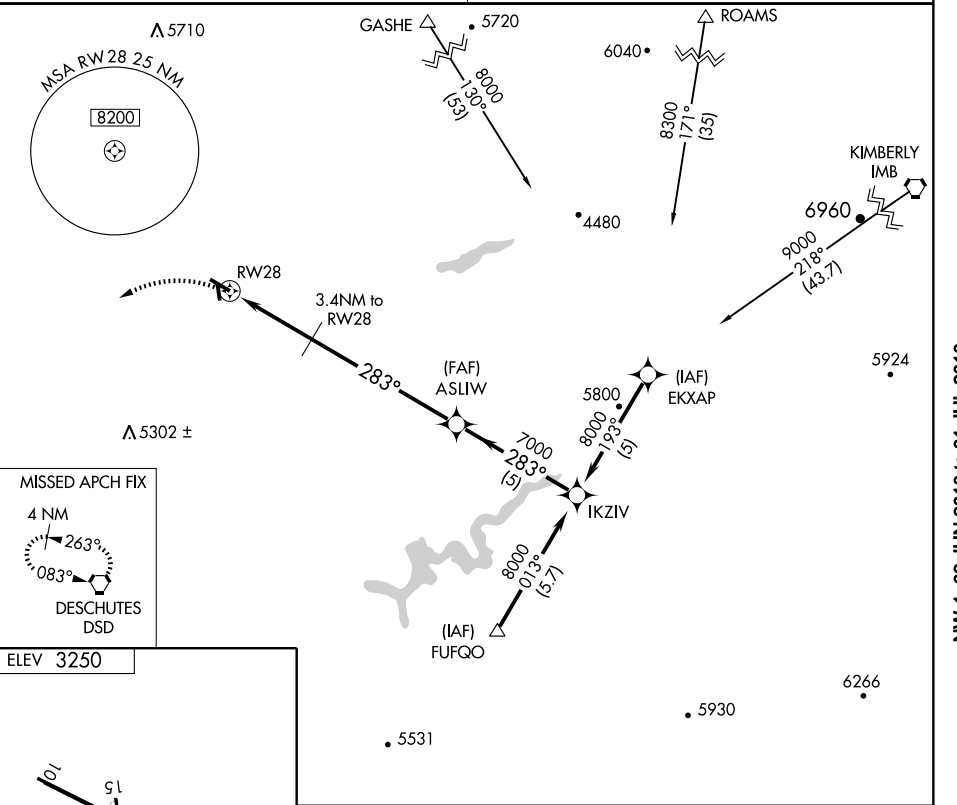 5710
MSA RW 28 25 NM
8200
GASHE
5720
8000
130°
(53)
ROAMS
6040
8300
171°
(35)
KIMBERLY
IMB
6960
9000
218°
(43.7)
4480
RW28
3.4NM to
RW28
283°
(FAF)
ASLIW
7000
283°
(5)
5800
8000
193°
(5)
(IAF)
EKXAP
5924
5302 ±
IKZIV
8000
013°
(5.7)
(IAF)
FUFQO
MISSED APCH FIX
4 NM
263°
083°
DESCHUTES
DSD
ELEV 3250
10
15
5531
5930
6266